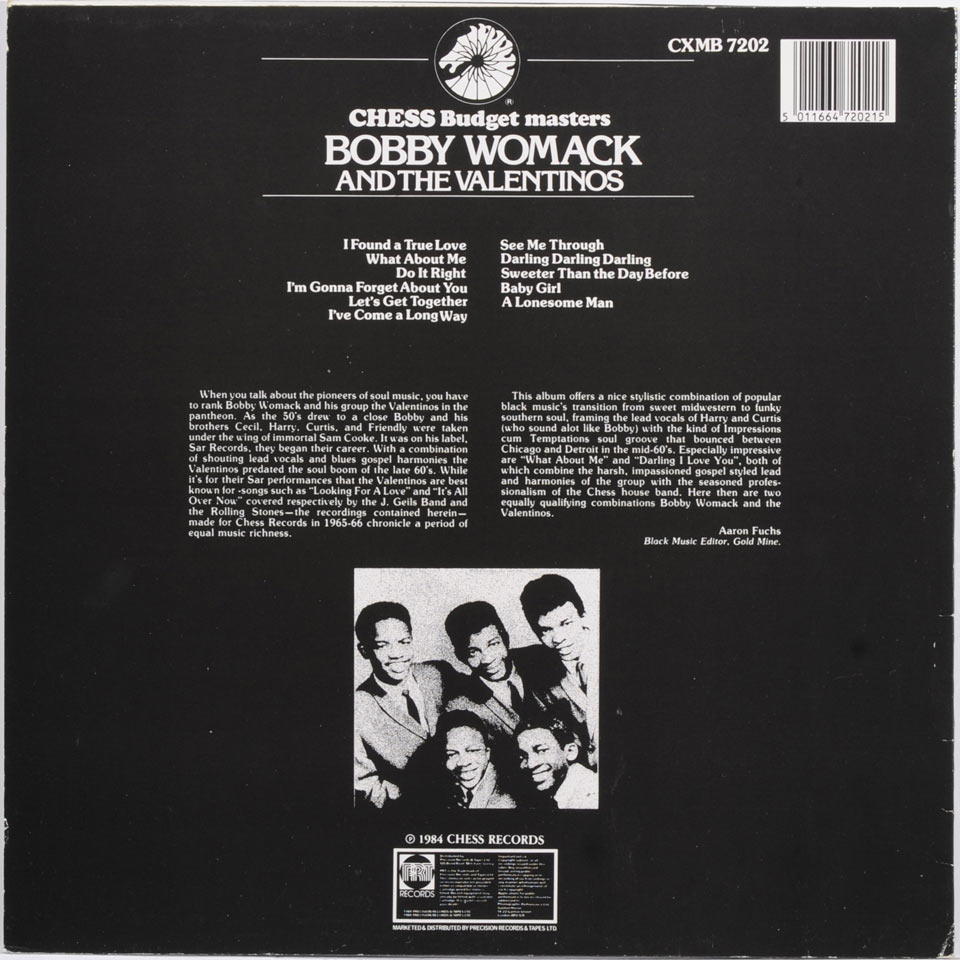 CXMB 7202
5 011664 720215
®
CHESS Budget masters
BOBBY WOMACK
AND THE VALENTINOS
I Found a True Love
What About Me
Do It Right
I'm Gonna Forget About You
Let's Get Together
I've Come a Long Way
See Me Through
Darling Darling Darling
Sweeter Than the Day Before
Baby Girl
A Lonesome Man
When you talk about the pioneers of soul music, you have
to rank Bobby Womack and his group the Valentinos in the
pantheon. As the 50's drew to a close Bobby and his
brothers Cecil, Harry, Curtis, and Friendly were taken
under the wing of immortal Sam Cooke. It was on his label,
Sar Records, they began their career. With a combination
of shouting lead vocals and blues gospel harmonies the
Valentinos predated the soul boom of the late 60's. While
it's for their Sar performances that the Valentinos are best
known for -songs such as "Looking For A Love" and "It's All
Over Now" covered respectively by the J. Geils Band and
the Rolling Stones—the recordings contained herein—
made for Chess Records in 1965-66 chronicle a period of
equal music richness.
This album offers a nice stylistic combination of popular
black music's transition from sweet midwestern to funky
southern soul, framing the lead vocals of Harry and Curtis
(who sound alot like Bobby) with the kind of Impressions
cum Temptations soul groove that bounced between
Chicago and Detroit in the mid-60's. Especially impressive
are "What About Me" and "Darling I Love You", both of
which combine the harsh, impassioned gospel styled lead
and harmonies of the group with the seasoned profes-
sionalism of the Chess house band. Here then are two
equally qualifying combinations Bobby Womack and the
Valentinos.
Aaron Fuchs
Black Music Editor, Gold Mine.
℗ 1984 CHESS RECORDS
PRT
RECORDS
MARKETED & DISTRIBUTED BY PRECISION RECORDS & TAPES LTD.